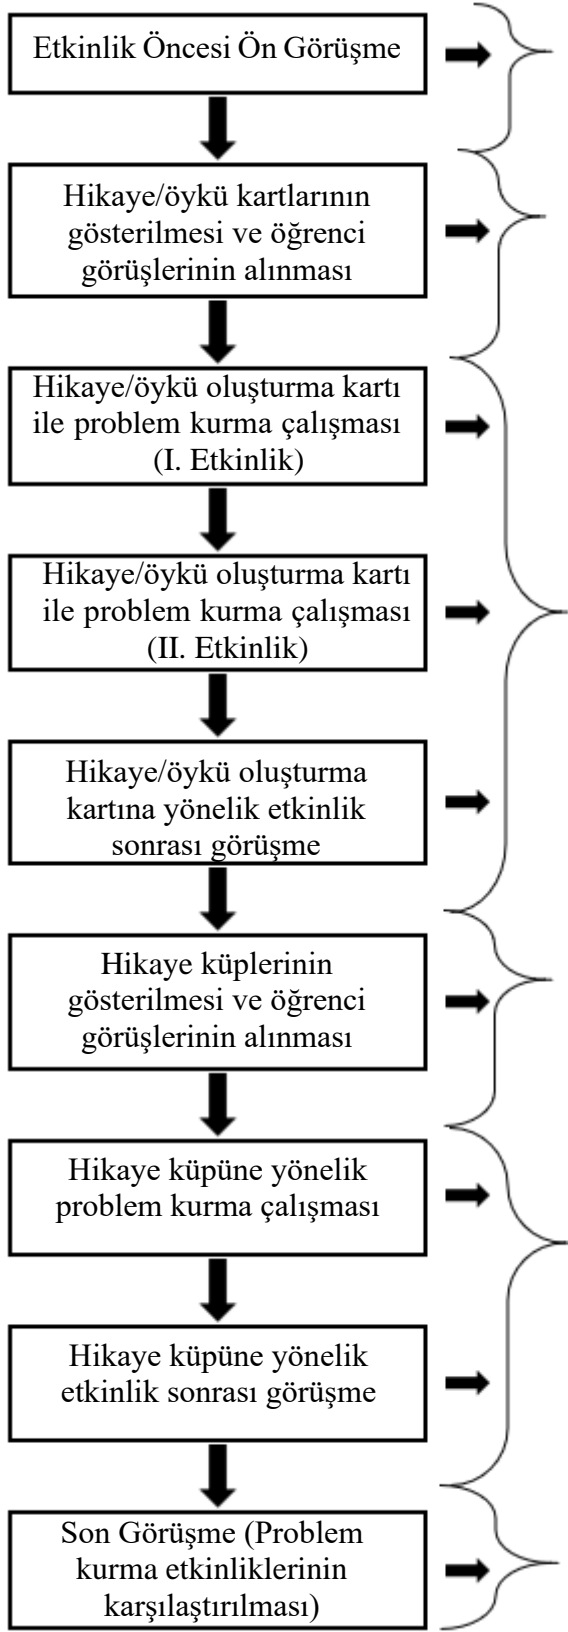 Etkinlik Öncesi Ön Görüşme
Hikaye/öykü kartlarının
gösterilmesi ve öğrenci
görüşlerinin alınması
Hikaye/öykü oluşturma kartı
ile problem kurma çalışması
(I. Etkinlik)
Hikaye/öykü oluşturma kartı
ile problem kurma çalışması
(II. Etkinlik)
Hikaye/öykü oluşturma
kartına yönelik etkinlik
sonrası görüşme
Hikaye küplerinin
gösterilmesi ve öğrenci
görüşlerinin alınması
Hikaye küpüne yönelik
problem kurma çalışması
Hikaye küpüne yönelik
etkinlik sonrası görüşme
Son Görüşme (Problem
kurma etkinliklerinin
karşılaştırılması)